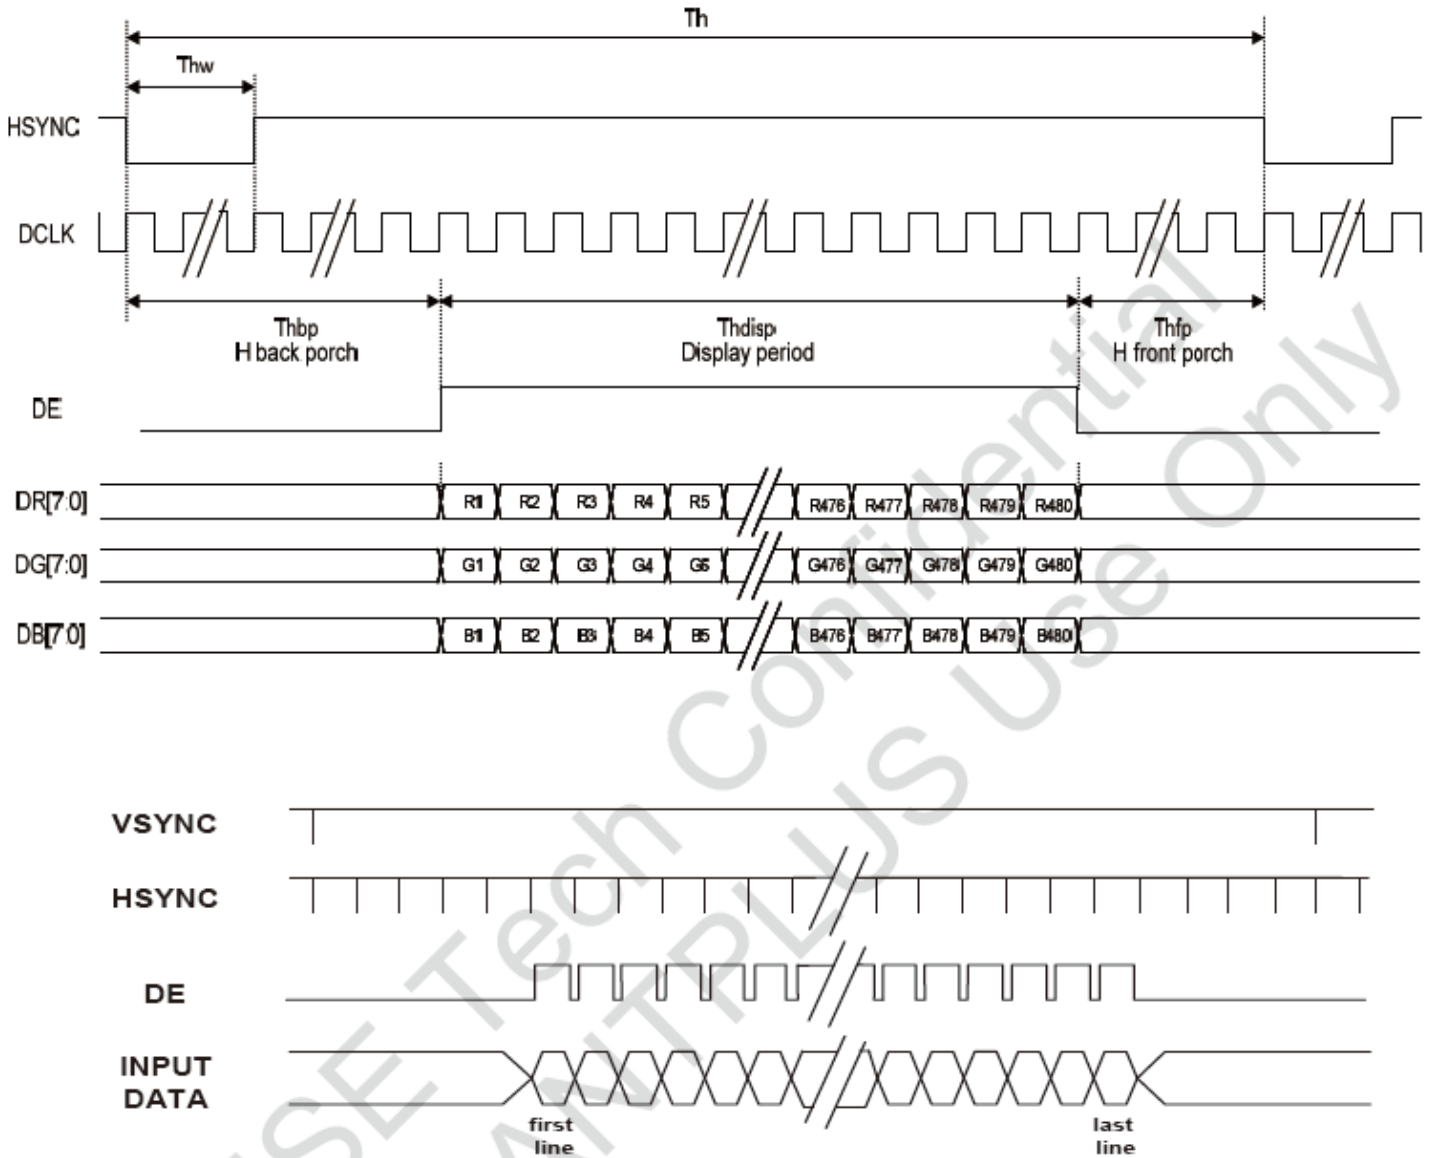 Th
Thw
HSYNC
DCLK
Thbp
H back porch
Thdisp
Display period
Thfp
H front porch
DE
DR[7:0] R1 R2 R3 R4 R5 R476 R477 R478 R479 R480
DG[7:0] G1 G2 G3 G4 G5 G476 G477 G478 G479 G480
DB[7:0] B1 B2 B3 B4 B5 B476 B477 B478 B479 B480
VSYNC
HSYNC
DE
INPUT
DATA
first
line
last
line
Tech Confidential
Use Only